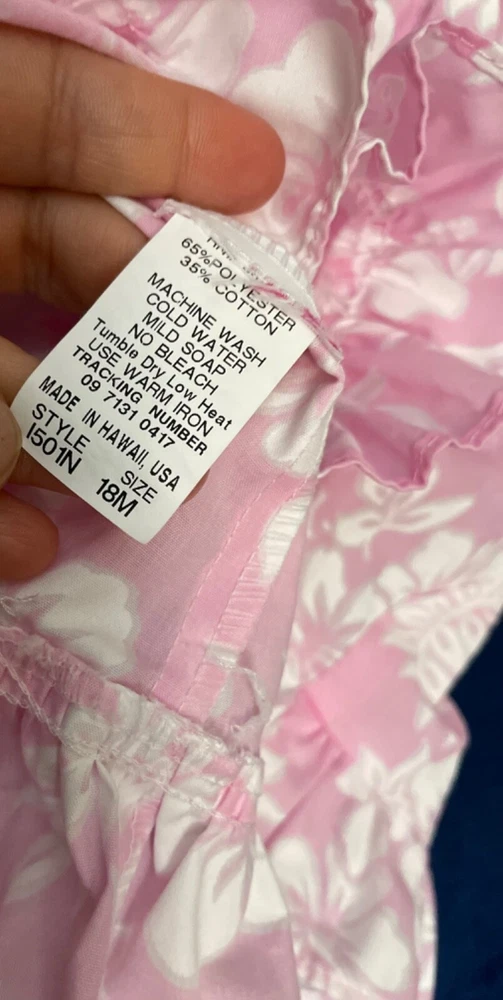 65%POLYESTER
35% COTTON
MACHINE WASH
COLD WATER
MILD SOAP
NO BLEACH
Tumble Dry Low Heat
USE WARM IRON
TRACKING NUMBER
09 7131 0417
MADE IN HAWAII, USA
STYLE SIZE
I501N 18M